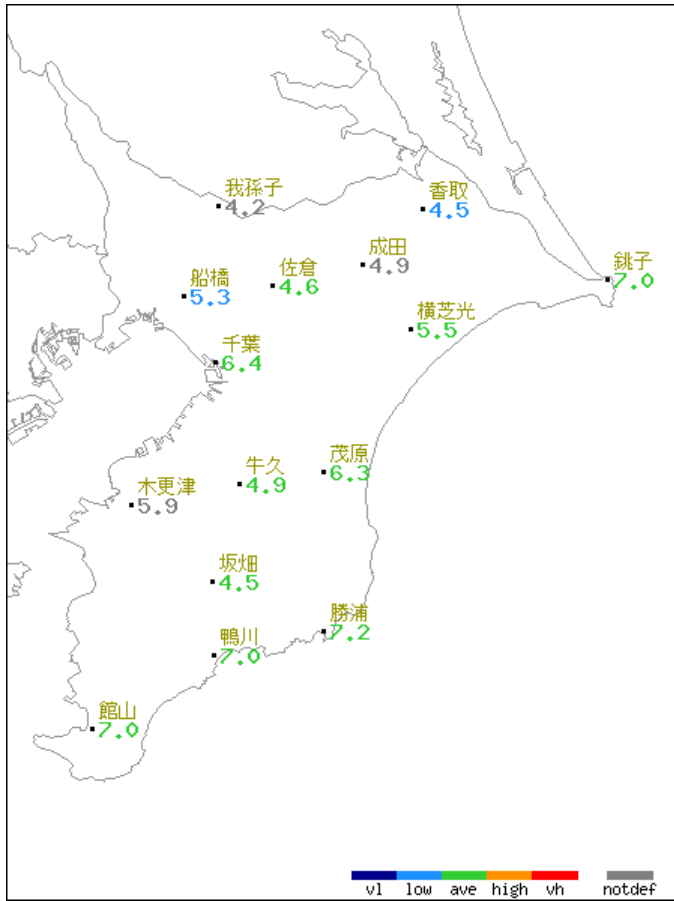 我孫子
4.2
香取
4.5
成田
4.9
佐倉
4.6
船橋
5.3
銚子
7.0
横芝光
5.5
千葉
6.4
茂原
6.3
牛久
4.9
木更津
5.9
坂畑
4.5
勝浦
7.2
鴨川
7.0
館山
7.0
vl low ave high vh notdef